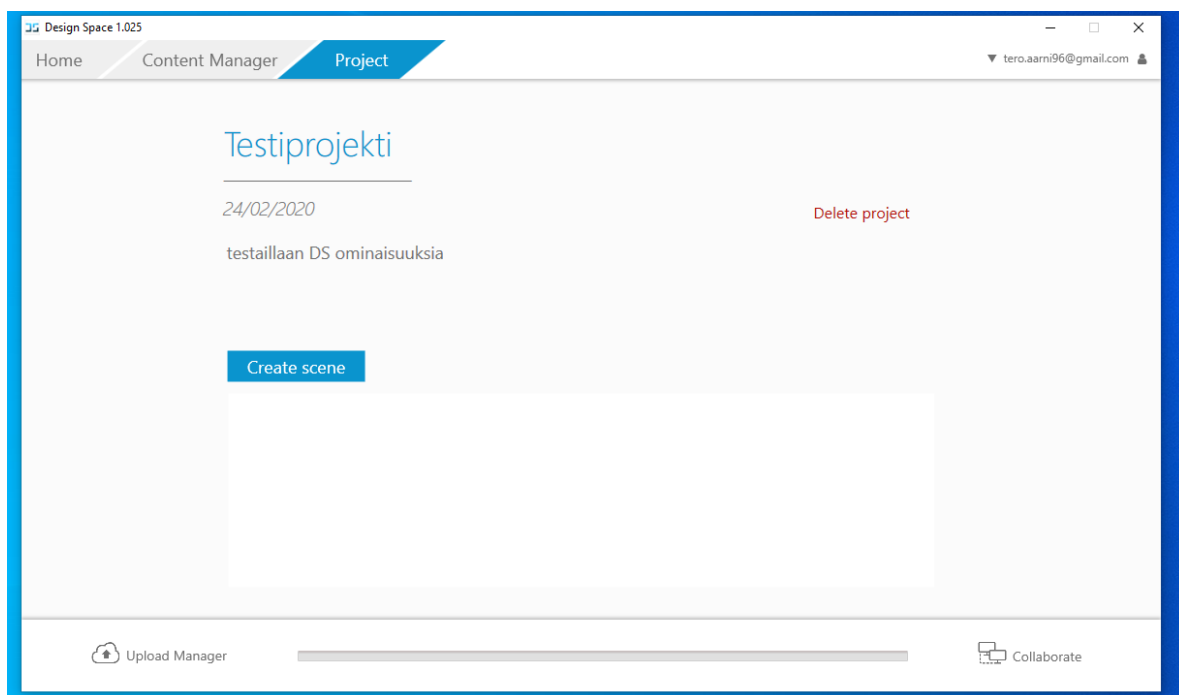 Design Space 1.025
Home Content Manager Project tero.aarni96@gmail.com
Testiprojekti
24/02/2020
Delete project
testaillaan DS ominaisuuksia
Create scene
Upload Manager Collaborate